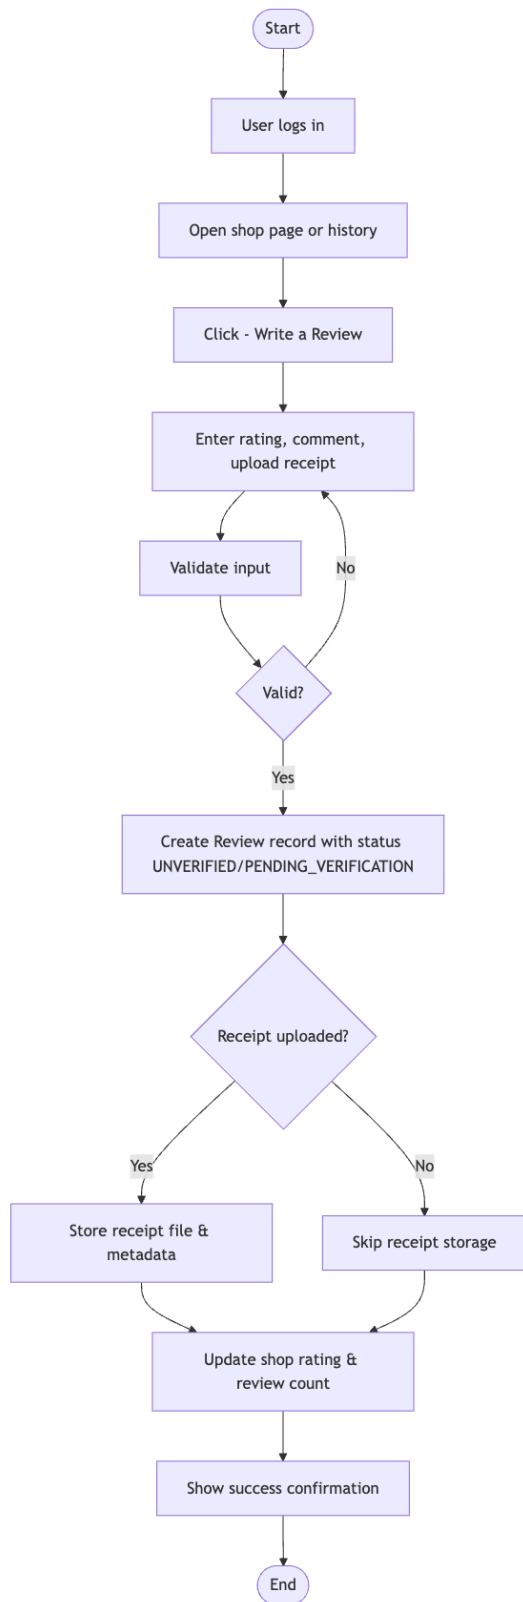 Start
User logs in
Open shop page or history
Click - Write a Review
Enter rating, comment,
upload receipt
Validate input
No
Valid?
Yes
Create Review record with status
UNVERIFIED/PENDING_VERIFICATION
Receipt uploaded?
Yes
No
Store receipt file &
metadata
Skip receipt storage
Update shop rating &
review count
Show success confirmation
End